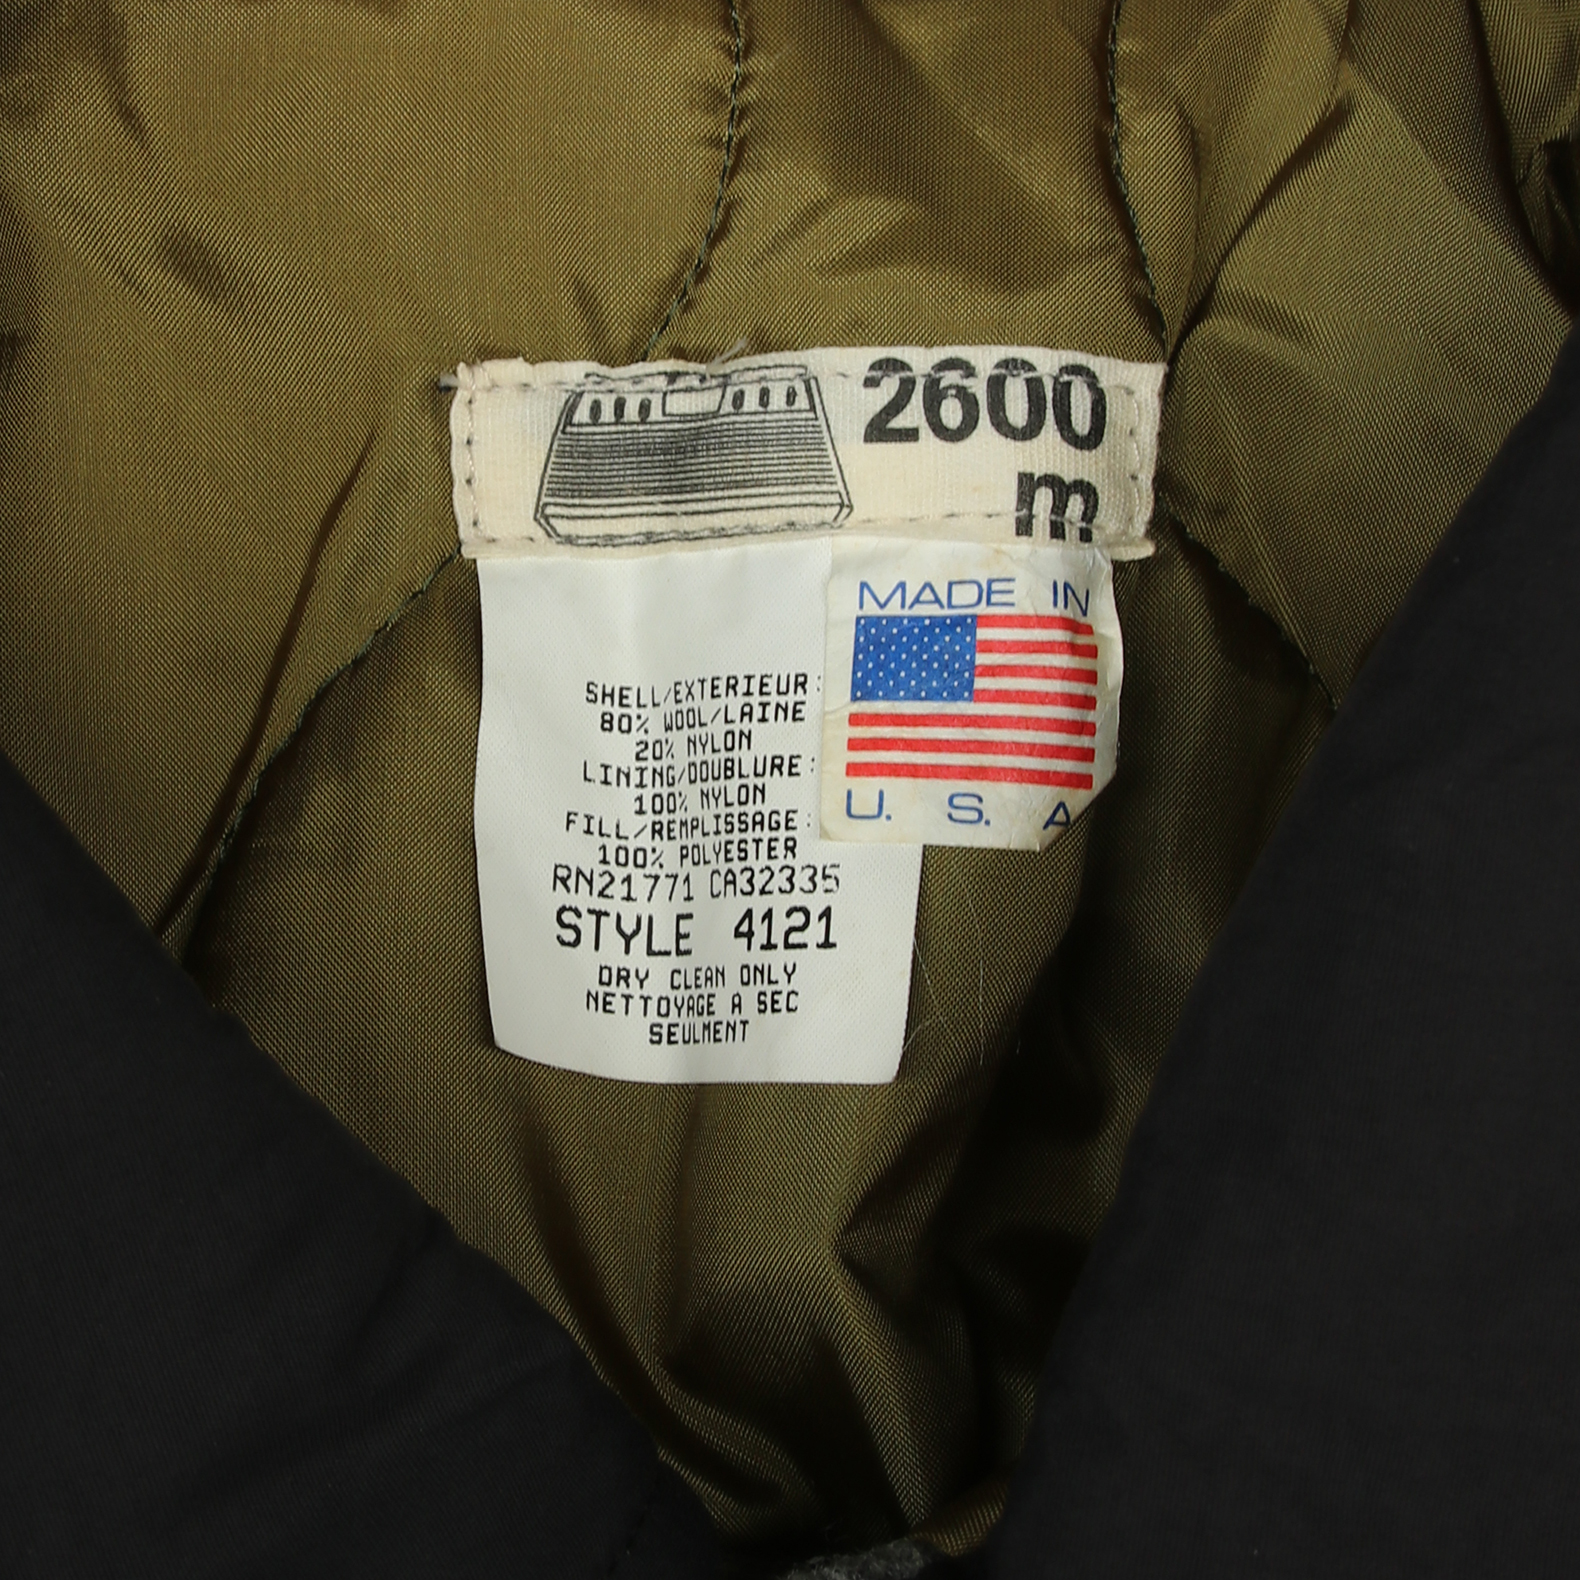 2600
m
MADE IN
U. S. A
SHELL/EXTERIEUR:
80% WOOL/LAINE
20% NYLON
LINING/DOUBLURE:
100% NYLON
FILL/REMPLISSAGE:
100% POLYESTER
RN21771 CA32335
STYLE 4121
DRY CLEAN ONLY
NETTOYAGE A SEC
SEULMENT